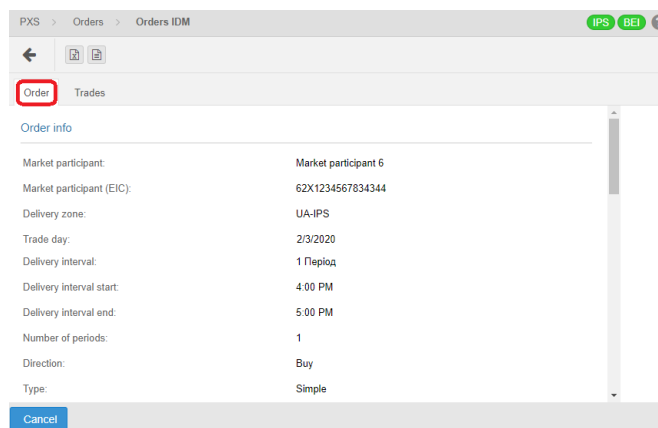 PXS > Orders > Orders IDM IPS BEI
Order Trades
Order info
Market participant: Market participant 6
Market participant (EIC): 62X1234567834344
Delivery zone: UA-IPS
Trade day: 2/3/2020
Delivery interval: 1 Період
Delivery interval start: 4:00 PM
Delivery interval end: 5:00 PM
Number of periods: 1
Direction: Buy
Type: Simple
Cancel